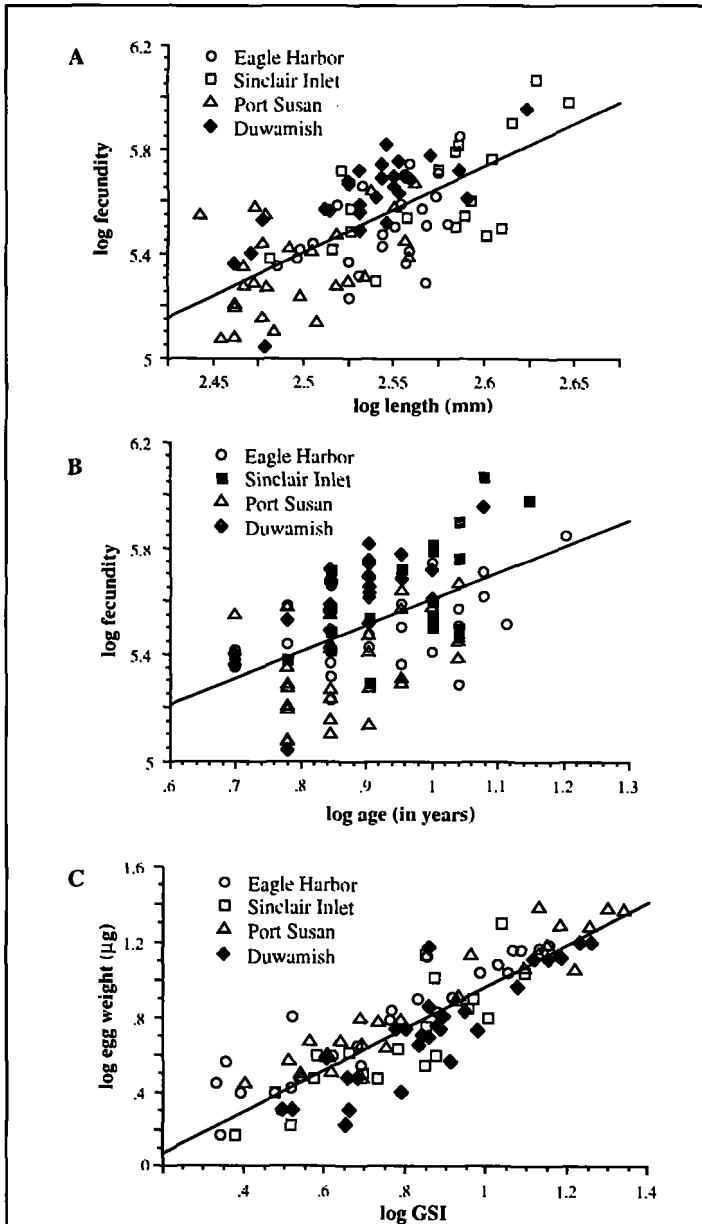 A
Eagle Harbor
Sinclair Inlet
Port Susan
Duwamish
6.2
5.8
5.4
5
log fecundity
2.45 2.5 2.55 2.6 2.65
log length (mm)
B
Eagle Harbor
Sinclair Inlet
Port Susan
Duwamish
6.2
5.8
5.4
5
log fecundity
.6 .7 .8 .9 1 1.1 1.2 1.3
log age (in years)
C
Eagle Harbor
Sinclair Inlet
Port Susan
Duwamish
1.6
1.2
.8
.4
0
log egg weight (µg)
.4 .6 .8 1 1.2 1.4
log GSI